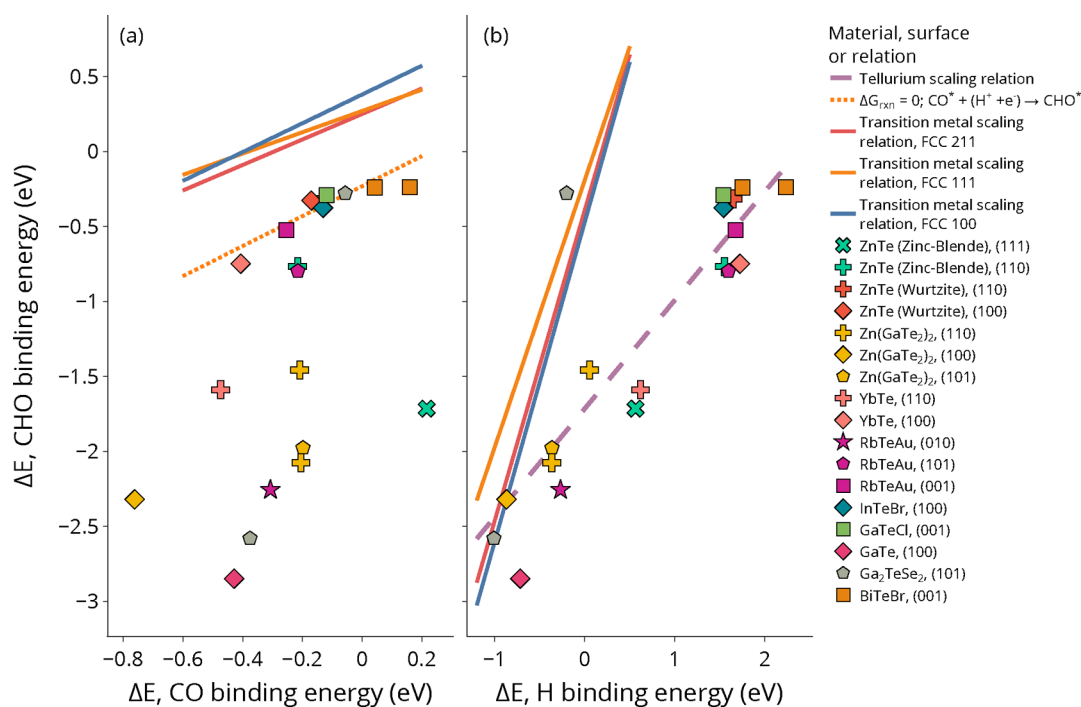 (a)
(b)
Material, surface
or relation
Tellurium scaling relation
ΔG_rxn = 0; CO* + (H⁺ +e⁻) → CHO*
Transition metal scaling
relation, FCC 211
Transition metal scaling
relation, FCC 111
Transition metal scaling
relation, FCC 100
ZnTe (Zinc-Blende), (111)
ZnTe (Zinc-Blende), (110)
ZnTe (Wurtzite), (110)
ZnTe (Wurtzite), (100)
Zn(GaTe₂)₂, (110)
Zn(GaTe₂)₂, (100)
Zn(GaTe₂)₂, (101)
YbTe, (110)
YbTe, (100)
RbTeAu, (010)
RbTeAu, (101)
RbTeAu, (001)
InTeBr, (100)
GaTeCl, (001)
GaTe, (100)
Ga₂TeSe₂, (101)
BiTeBr, (001)
ΔE, CHO binding energy (eV)
0.5
0
−0.5
−1
−1.5
−2
−2.5
−3
−0.8
−0.6
−0.4
−0.2
0
0.2
ΔE, CO binding energy (eV)
−1
0
1
2
ΔE, H binding energy (eV)